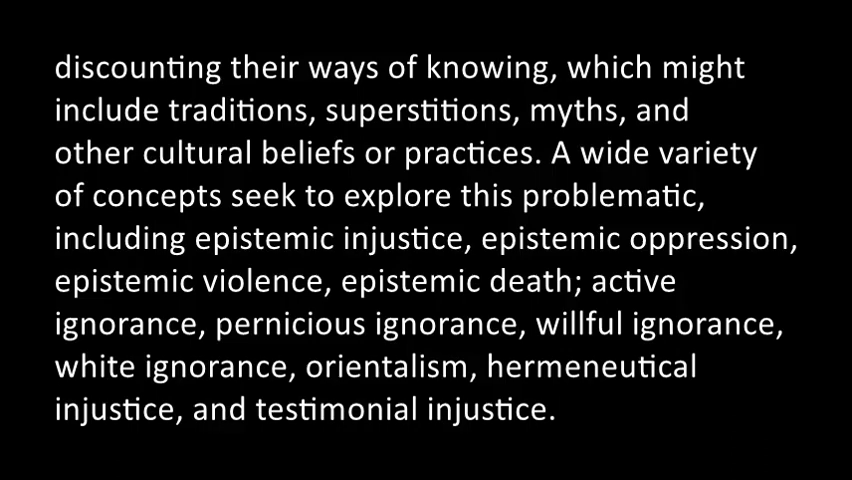 discounting their ways of knowing, which might
include traditions, superstitions, myths, and
other cultural beliefs or practices. A wide variety
of concepts seek to explore this problematic,
including epistemic injustice, epistemic oppression,
epistemic violence, epistemic death; active
ignorance, pernicious ignorance, willful ignorance,
white ignorance, orientalism, hermeneutical
injustice, and testimonial injustice.